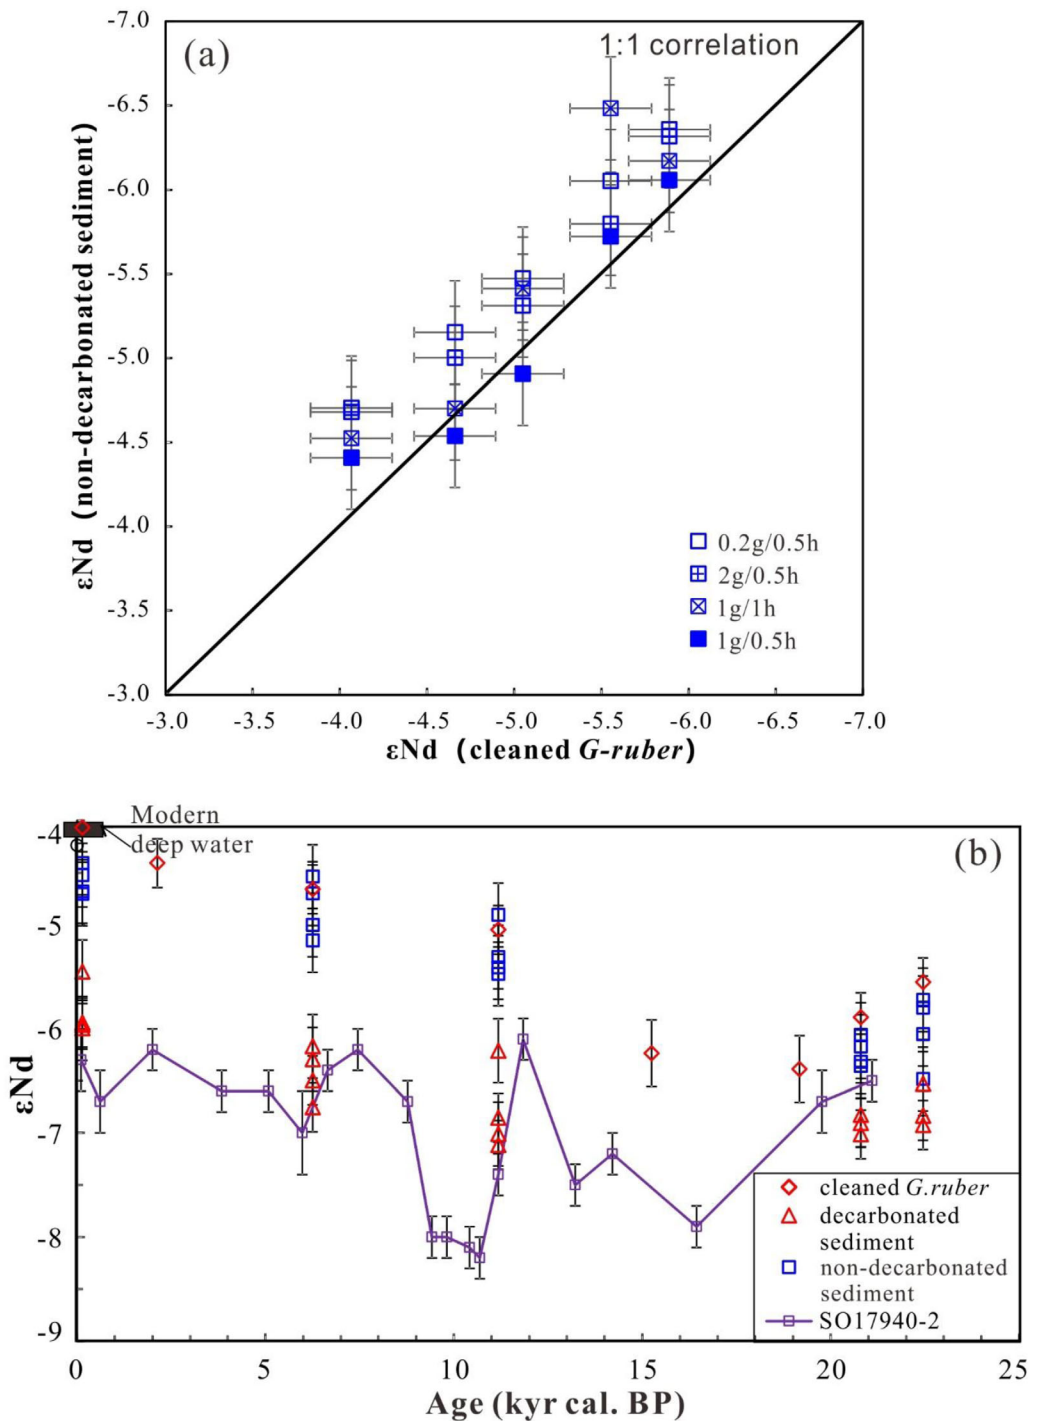 (a)
1:1 correlation
-7.0
-6.5
-6.0
-5.5
-5.0
-4.5
-4.0
-3.5
-3.0
εNd (non-decarbonated sediment)
0.2g/0.5h
2g/0.5h
1g/1h
1g/0.5h
-3.0 -3.5 -4.0 -4.5 -5.0 -5.5 -6.0 -6.5 -7.0
εNd (cleaned G-ruber)
Modern
deep water
(b)
-4
-5
-6
-7
-8
-9
εNd
cleaned G.ruber
decarbonated
sediment
non-decarbonated
sediment
SO17940-2
0 5 10 15 20 25
Age (kyr cal. BP)